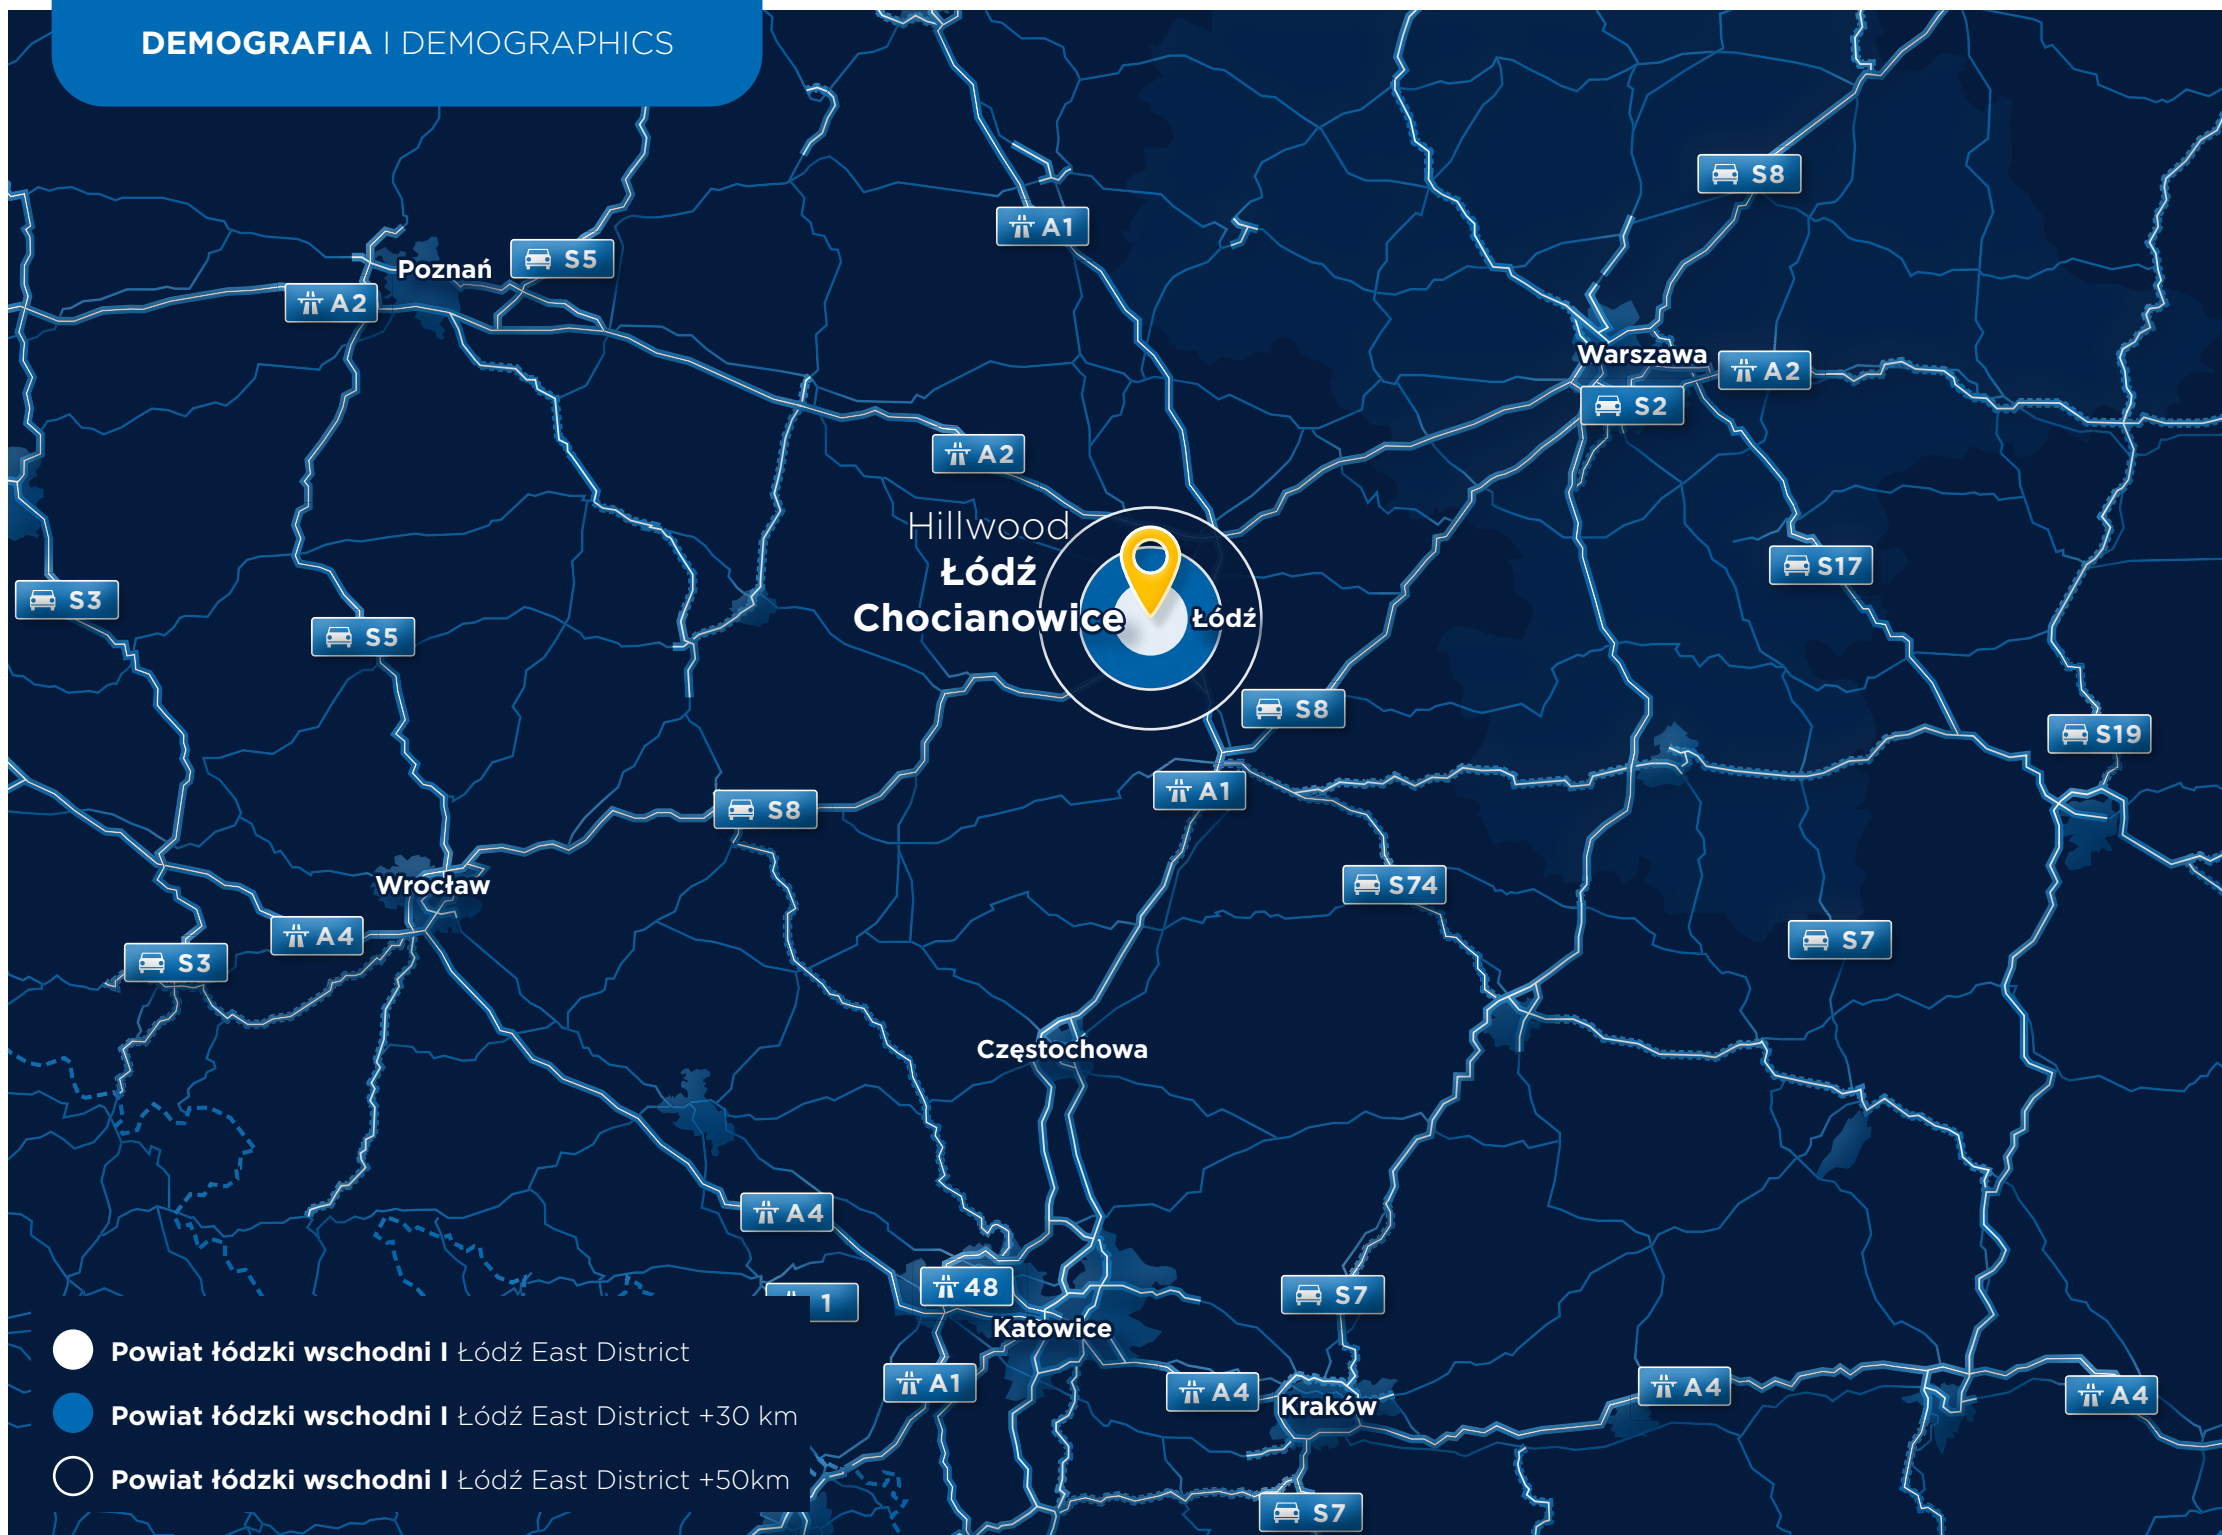 DEMOGRAFIA I DEMOGRAPHICS
S8
A1
Poznań
S5
A2
Warszawa
A2
S2
A2
Hillwood
Łódź
Chocianowice
Łódź
S17
S3
S5
S8
S19
A1
S8
Wrocław
S74
A4
S7
S3
Częstochowa
A4
48
S7
1
Katowice
A1
A4
Kraków
A4
A4
S7
Powiat łódzki wschodni I Łódź East District
Powiat łódzki wschodni I Łódź East District +30 km
Powiat łódzki wschodni I Łódź East District +50km